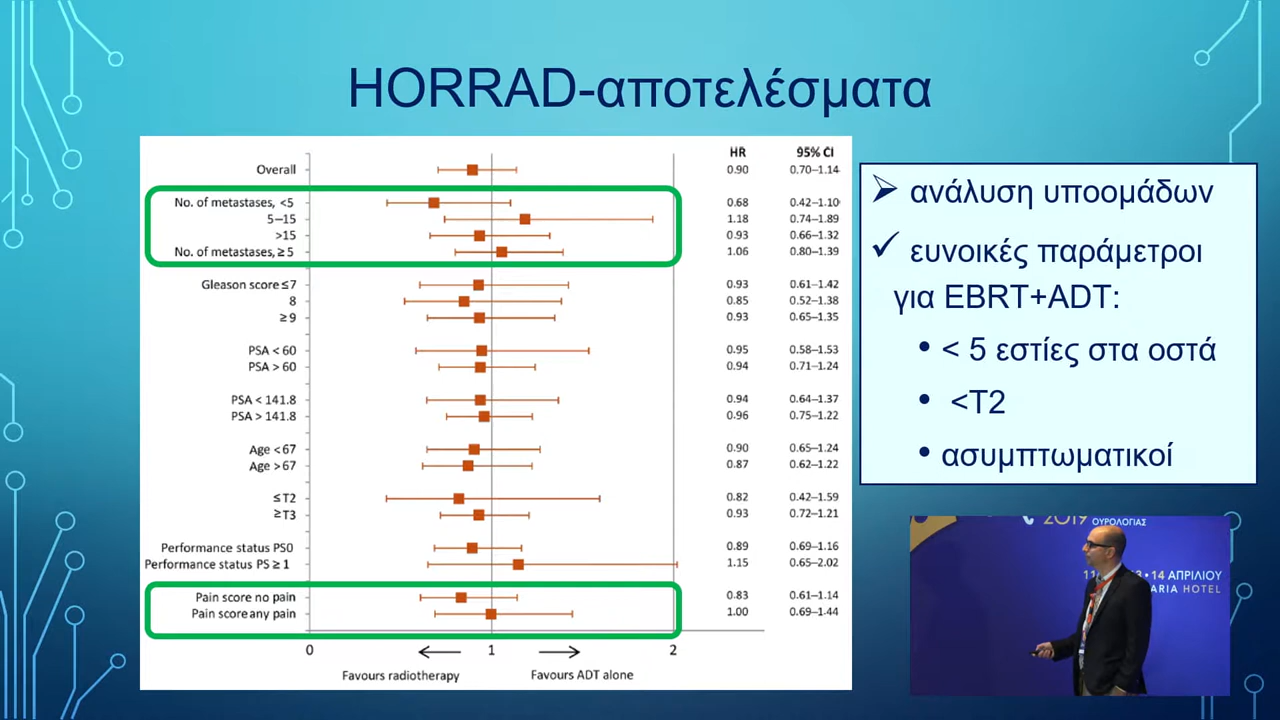 HORRAD-αποτελέσματα
HR 95% CI
Overall 0.90 0.70–1.14
No. of metastases, <5 0.68 0.42–1.10
5–15 1.18 0.74–1.89
>15 0.93 0.66–1.32
No. of metastases, ≥ 5 1.06 0.80–1.39
Gleason score ≤7 0.93 0.61–1.42
8 0.85 0.52–1.38
≥ 9 0.93 0.65–1.35
PSA < 60 0.95 0.58–1.53
PSA > 60 0.94 0.71–1.24
PSA < 141.8 0.94 0.64–1.37
PSA > 141.8 0.96 0.75–1.22
Age < 67 0.90 0.65–1.24
Age > 67 0.87 0.62–1.22
≤ T2 0.82 0.42–1.59
≥ T3 0.93 0.72–1.21
Performance status PS0 0.89 0.69–1.16
Performance status PS ≥ 1 1.15 0.65–2.02
Pain score no pain 0.83 0.61–1.14
Pain score any pain 1.00 0.69–1.44
0 1 2
Favours radiotherapy Favours ADT alone
ανάλυση υποομάδων
ευνοικές παράμετροι
για EBRT+ADT:
• < 5 εστίες στα οστά
• <T2
• ασυμπτωματικοί
2019 ΟΥΡΟΛΟΓΙΑΣ
14 ΑΠΡΙΛΙΟΥ
HOTEL